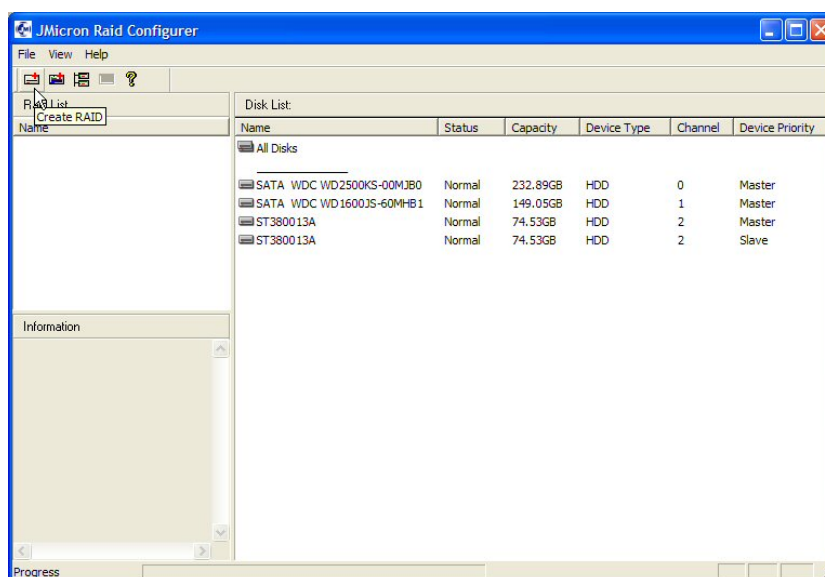 JMicron Raid Configurer
File View Help
RAID List
Create RAID
Name
Information
Disk List:
Name Status Capacity Device Type Channel Device Priority
All Disks
SATA WDC WD2500KS-00MJB0 Normal 232.89GB HDD 0 Master
SATA WDC WD1600JS-60MHB1 Normal 149.05GB HDD 1 Master
ST380013A Normal 74.53GB HDD 2 Master
ST380013A Normal 74.53GB HDD 2 Slave
Progress